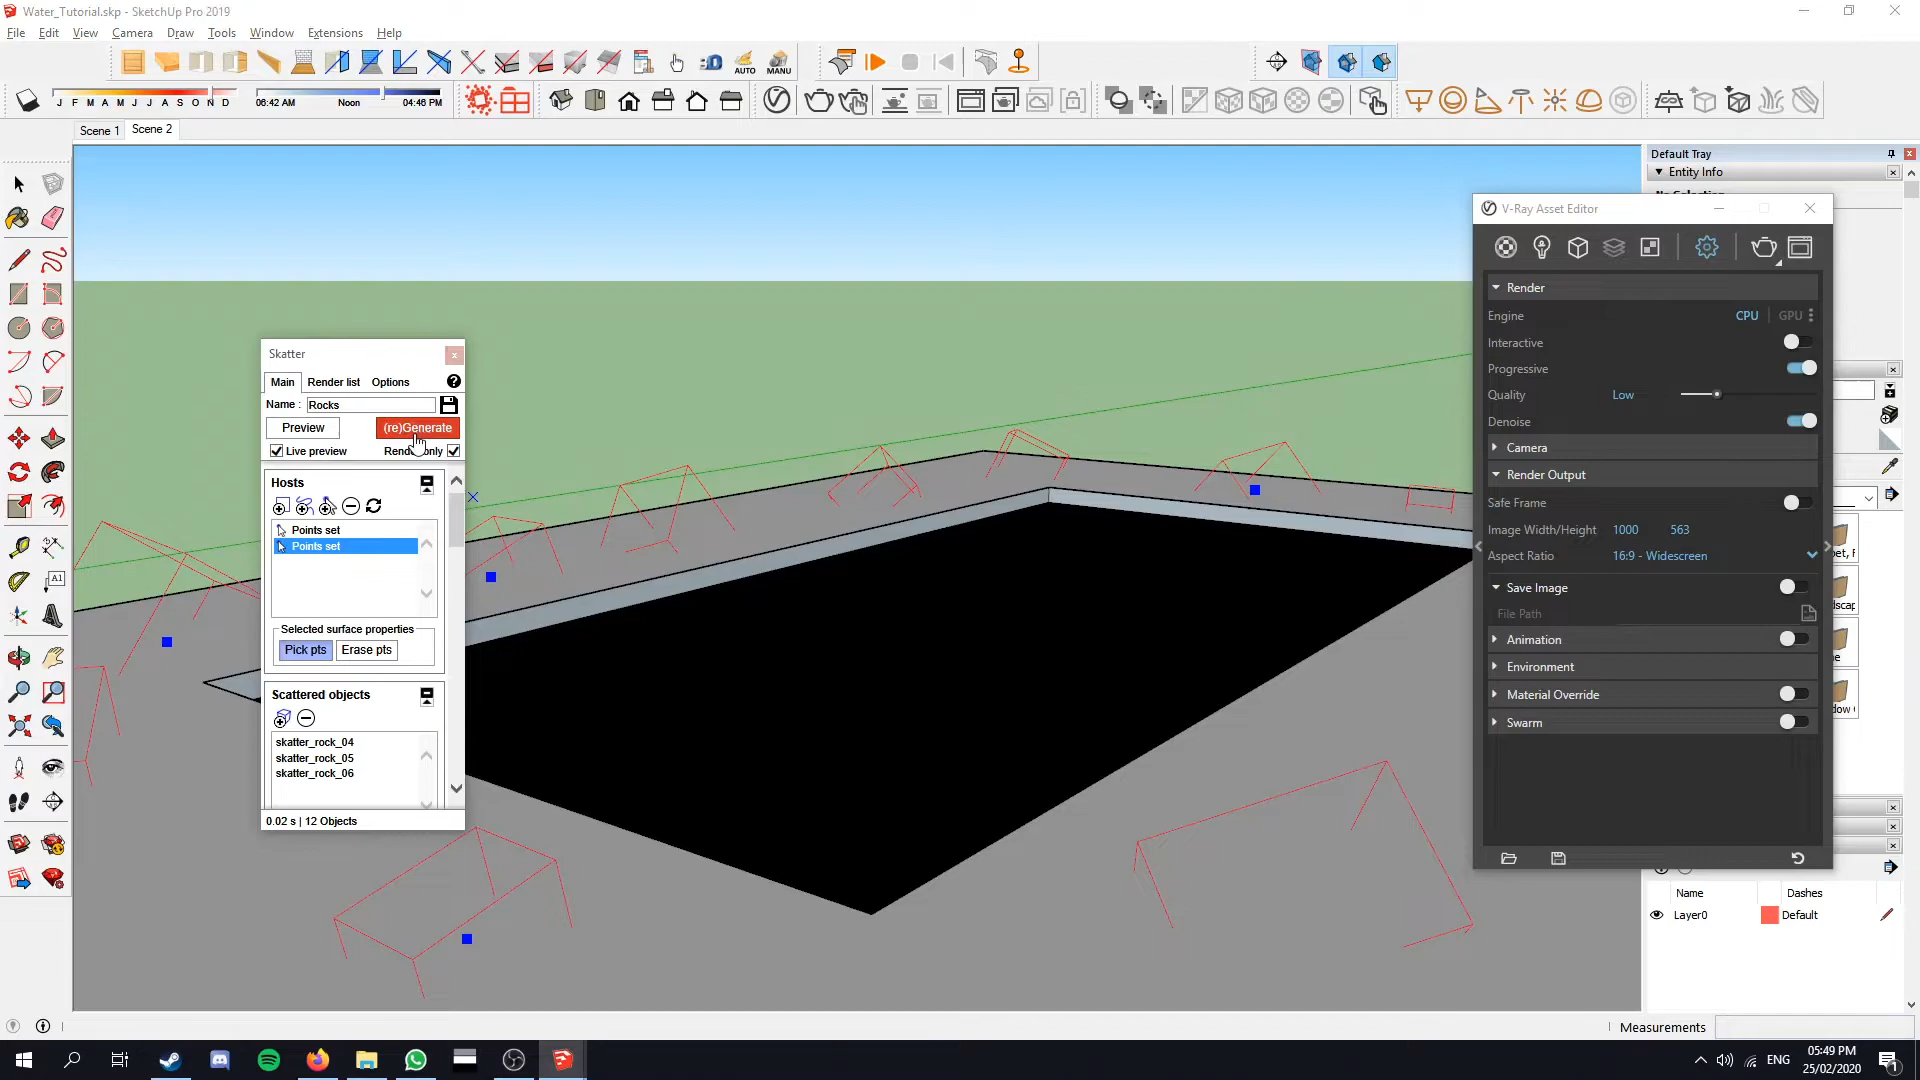 Water_Tutorial.skp - SketchUp Pro 2019
File Edit View Camera Draw Tools Window Extensions Help
AUTO MANU
J F M A M J J A S O N D 06:42 AM Noon 04:46 PM
Scene 1 Scene 2
Default Tray
Entity Info
V-Ray Asset Editor
Render
Engine CPU GPU
Interactive
Progressive
Quality Low
Denoise
Camera
Render Output
Safe Frame
Image Width/Height 1000 563
Aspect Ratio 16:9 - Widescreen
Save Image
File Path
Animation
Environment
Material Override
Swarm
Skatter
Main Render list Options
Name : Rocks
Preview (re)Generate
Live preview
Hosts
Points set
Points set
Selected surface properties
Pick pts Erase pts
Scattered objects
skatter_rock_04
skatter_rock_05
skatter_rock_06
0.02 s | 12 Objects
A1
Name Dashes
Layer0 Default
Measurements
ENG
05:49 PM
25/02/2020
1